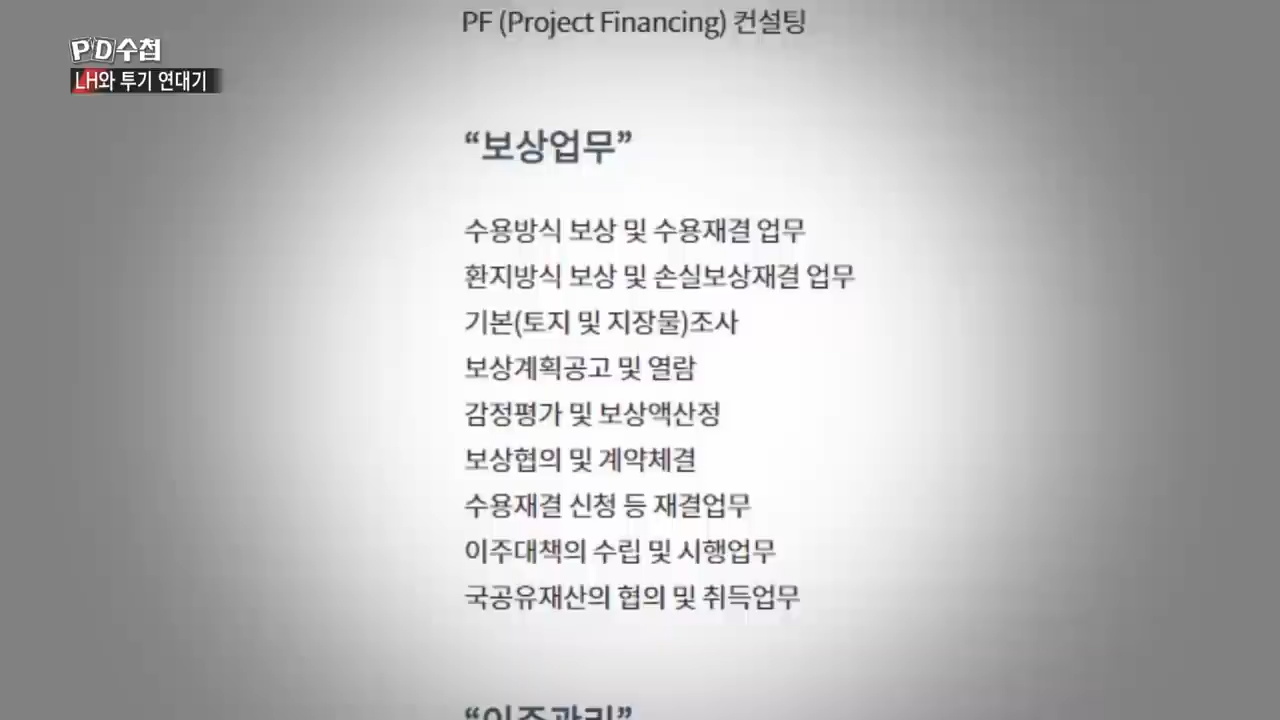 PF (Project Financing) 컨설팅
PD수첩
LH와 투기 연대기
“보상업무”
수용방식 보상 및 수용재결 업무
환지방식 보상 및 손실보상재결 업무
기본(토지 및 지장물)조사
보상계획공고 및 열람
감정평가 및 보상액산정
보상협의 및 계약체결
수용재결 신청 등 재결업무
이주대책의 수립 및 시행업무
국공유재산의 협의 및 취득업무
“이주관리”